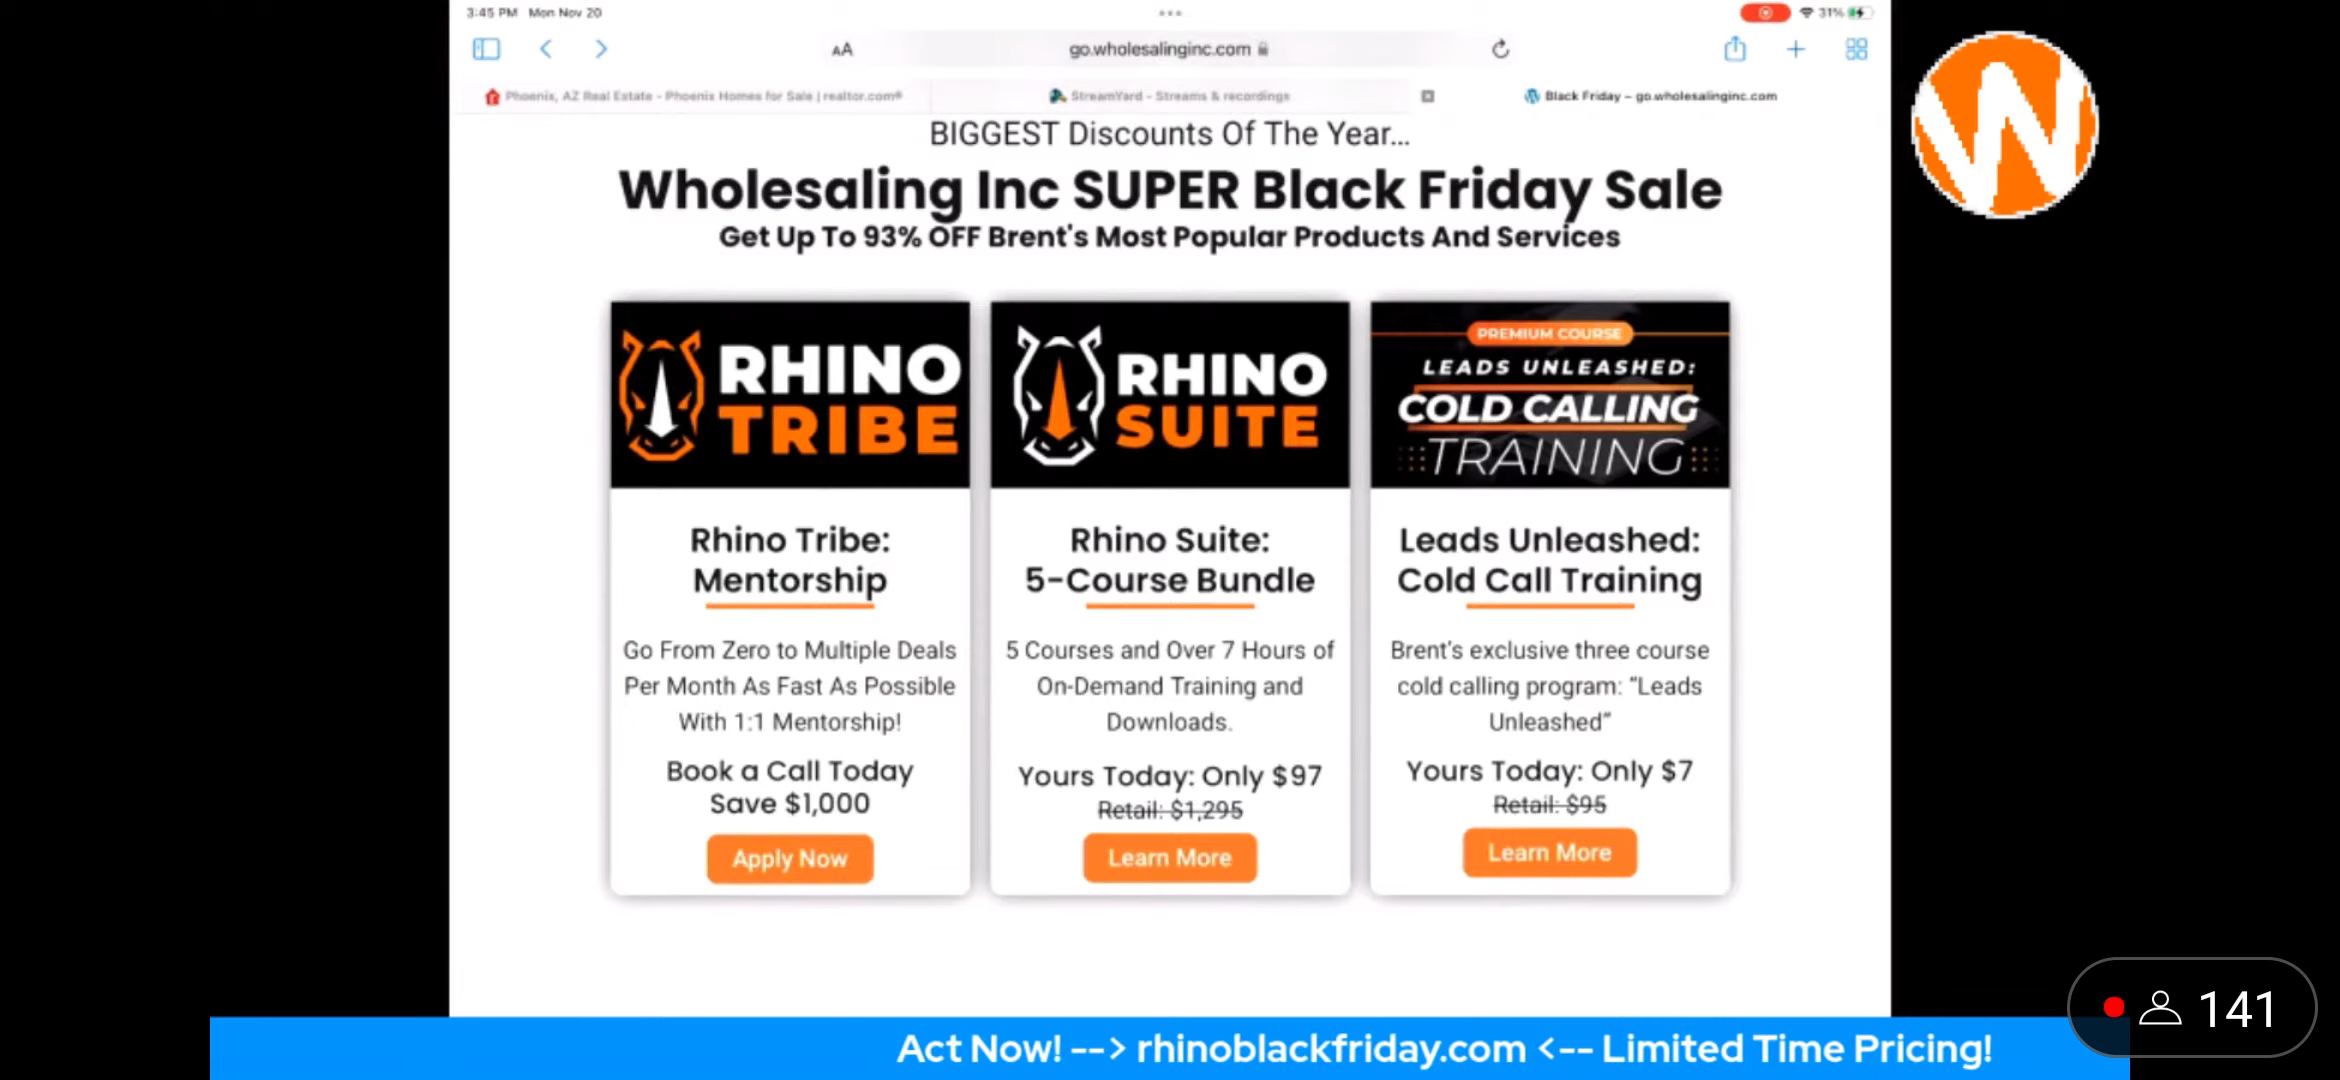 3:45 PM Mon Nov 20
31%
AA
go.wholesalinginc.com
Phoenix, AZ Real Estate - Phoenix Homes for Sale | realtor.com®
StreamYard - Streams & recordings
Black Friday – go.wholesalinginc.com
BIGGEST Discounts Of The Year...
Wholesaling Inc SUPER Black Friday Sale
Get Up To 93% OFF Brent's Most Popular Products And Services
RHINO
TRIBE
Rhino Tribe:
Mentorship
Go From Zero to Multiple Deals
Per Month As Fast As Possible
With 1:1 Mentorship!
Book a Call Today
Save $1,000
Apply Now
RHINO
SUITE
Rhino Suite:
5-Course Bundle
5 Courses and Over 7 Hours of
On-Demand Training and
Downloads.
Yours Today: Only $97
Retail: $1,295
Learn More
PREMIUM COURSE
LEADS UNLEASHED:
COLD CALLING
TRAINING
Leads Unleashed:
Cold Call Training
Brent's exclusive three course
cold calling program: “Leads
Unleashed”
Yours Today: Only $7
Retail: $95
Learn More
W
141
Act Now! --> rhinoblackfriday.com <-- Limited Time Pricing!